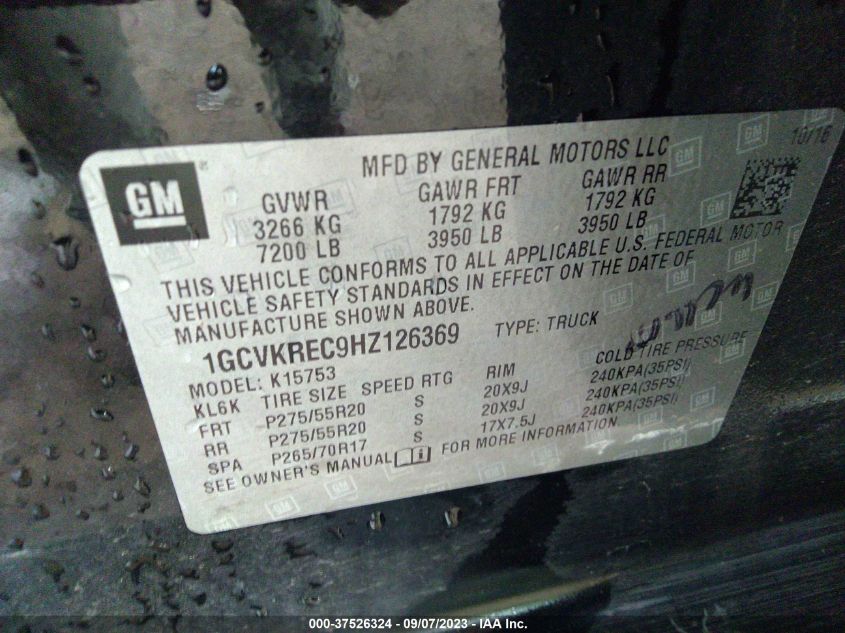 GM
MFD BY GENERAL MOTORS LLC
10/16
GVWR GAWR FRT GAWR RR
3266 KG 1792 KG 1792 KG
7200 LB 3950 LB 3950 LB
THIS VEHICLE CONFORMS TO ALL APPLICABLE U.S. FEDERAL MOTOR
VEHICLE SAFETY STANDARDS IN EFFECT ON THE DATE OF
MANUFACTURE SHOWN ABOVE.
1GCVKREC9HZ126369 TYPE: TRUCK
MODEL: K15753
KL6K TIRE SIZE SPEED RTG RIM COLD TIRE PRESSURE
FRT P275/55R20 S 20X9J 240KPA(35PSI)
RR P275/55R20 S 20X9J 240KPA(35PSI)
SPA P265/70R17 S 17X7.5J 240KPA(35PSI)
SEE OWNER'S MANUAL FOR MORE INFORMATION
000-37526324 - 09/07/2023 - IAA Inc.